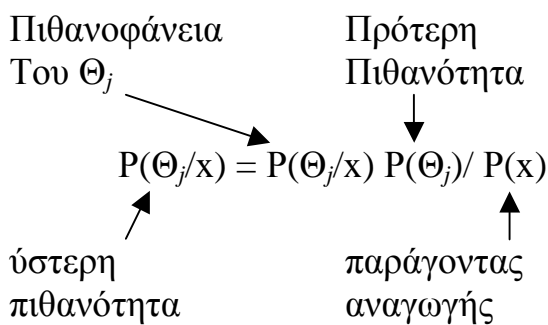 Πιθανοφάνεια
Του Θj
Πρότερη
Πιθανότητα
P(Θj/x) = P(Θj/x) P(Θj)/ P(x)
ύστερη
πιθανότητα
παράγοντας
αναγωγής